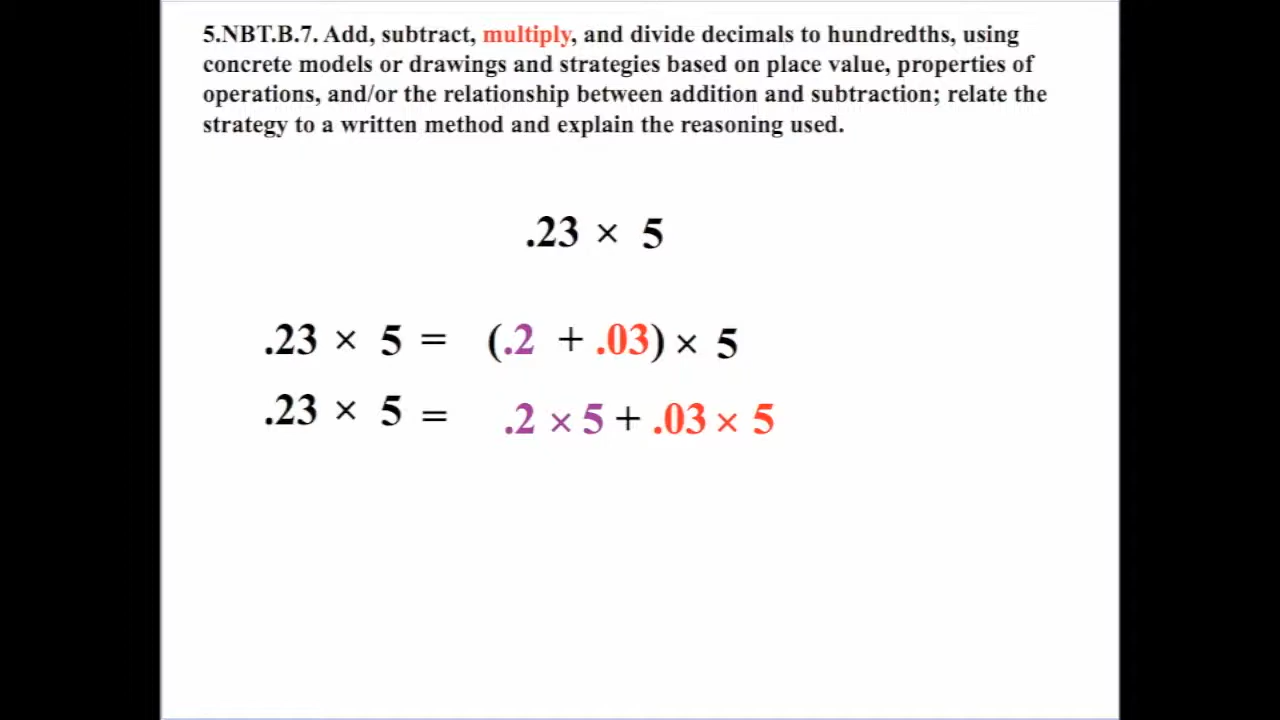 5.NBT.B.7. Add, subtract, multiply, and divide decimals to hundredths, using
concrete models or drawings and strategies based on place value, properties of
operations, and/or the relationship between addition and subtraction; relate the
strategy to a written method and explain the reasoning used.
.23 × 5
.23 × 5 = (.2 + .03) × 5
.23 × 5 = .2 × 5 + .03 × 5